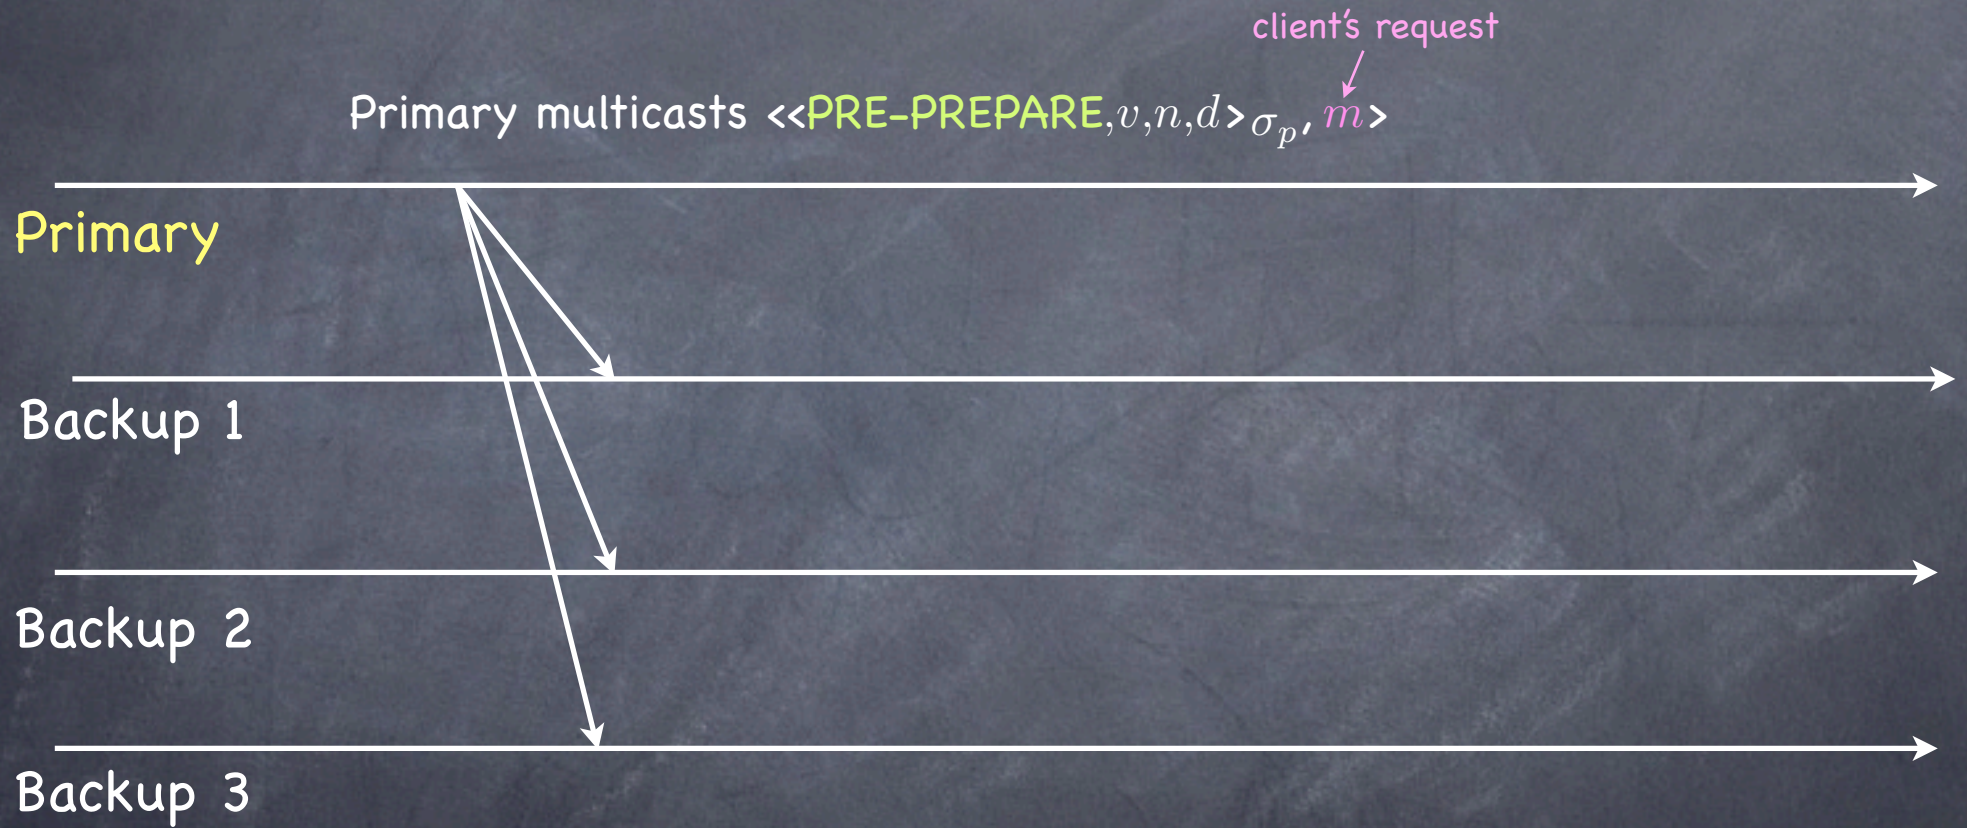 client's request
Primary multicasts <<PRE-PREPARE,v,n,d>σp, m>
Primary
Backup 1
Backup 2
Backup 3